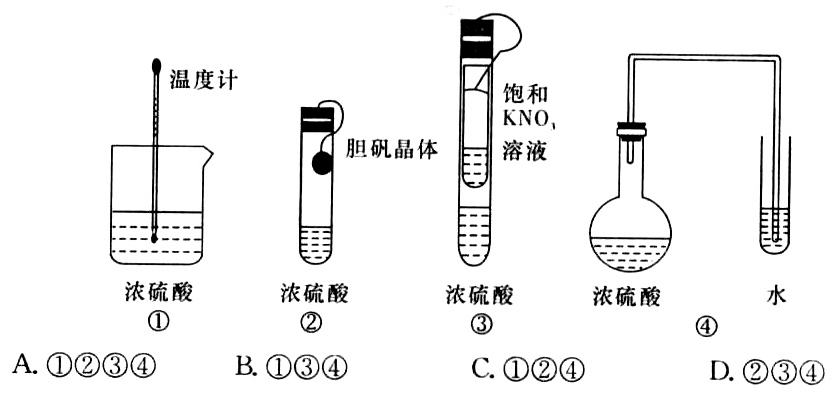 温度计
胆矾晶体
饱和
KNO₃
溶液
浓硫酸 浓硫酸 浓硫酸 浓硫酸 水
① ② ③ ④
A. ①②③④ B. ①③④ C. ①②④ D. ②③④